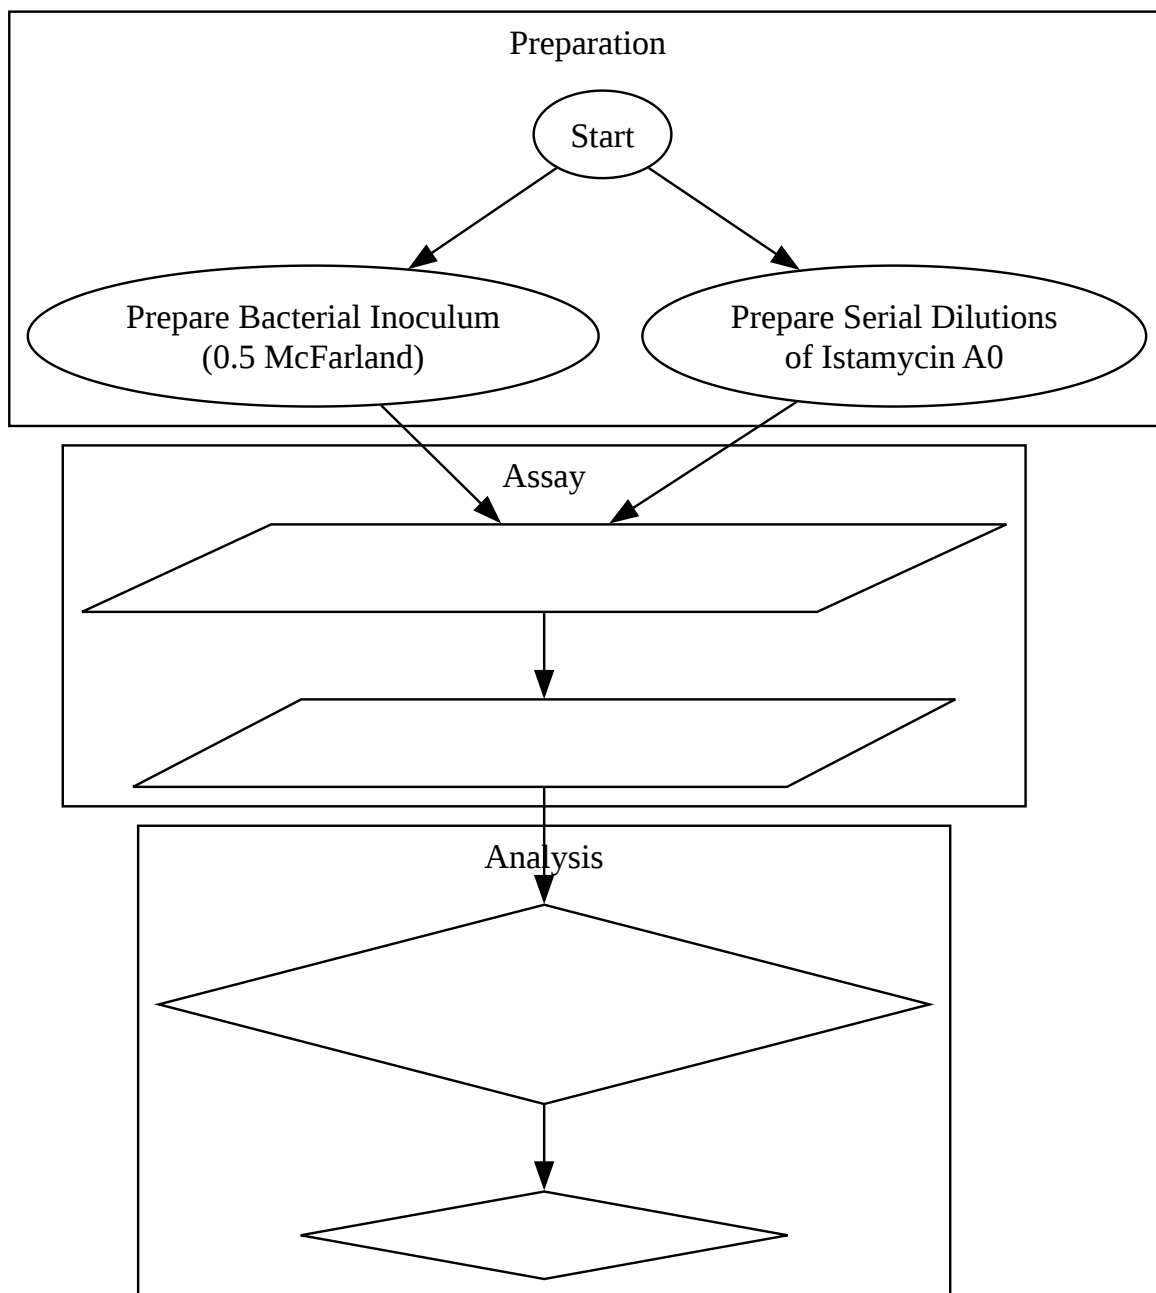 Preparation
Start
Prepare Bacterial Inoculum
(0.5 McFarland)
Prepare Serial Dilutions
of Istamycin A0
Assay
Analysis